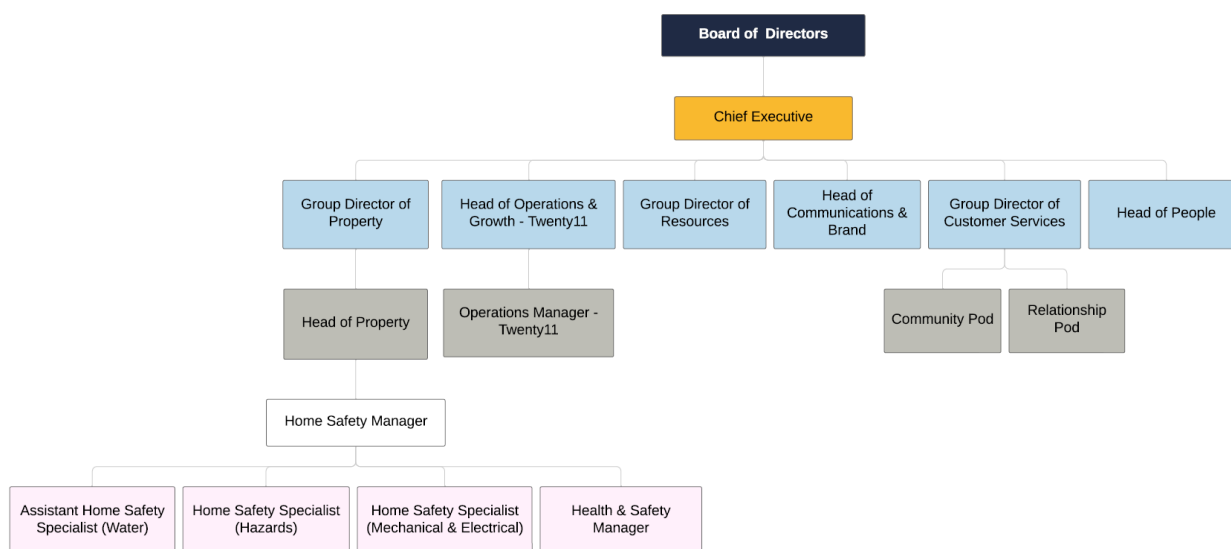 Board of Directors
Chief Executive
Group Director of
Property
Head of Operations &
Growth - Twenty11
Group Director of
Resources
Head of
Communications &
Brand
Group Director of
Customer Services
Head of People
Head of Property
Operations Manager -
Twenty11
Community Pod
Relationship
Pod
Home Safety Manager
Assistant Home Safety
Specialist (Water)
Home Safety Specialist
(Hazards)
Home Safety Specialist
(Mechanical & Electrical)
Health & Safety
Manager